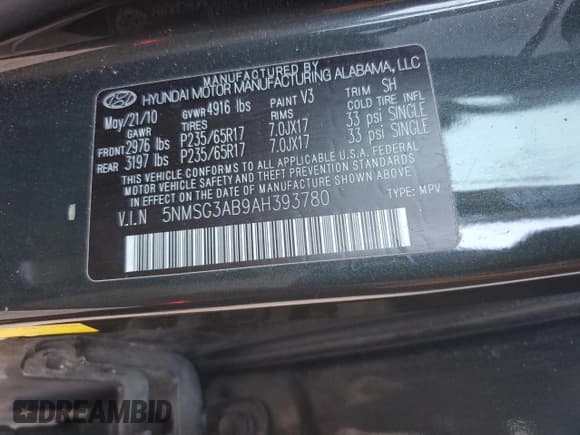 MANUFACTURED BY
HYUNDAI MOTOR MANUFACTURING ALABAMA, LLC
May/21/10 GVWR 4916 lbs PAINT V3 TRIM SH
GAWR TIRES RIMS COLD TIRE INF.
FRONT 2976 lbs P235/65R17 7.0JX17 33 psi SINGLE
REAR 3197 lbs P235/65R17 7.0JX17 33 psi SINGLE
THIS VEHICLE CONFORMS TO ALL APPLICABLE U.S.A. FEDERAL
MOTOR VEHICLE SAFETY AND THEFT PREVENTION STANDARDS
IN EFFECT ON THE DATE OF MANUFACTURE SHOWN ABOVE.
V.I.N 5NMSG3AB9AH393780 TYPE: MPV
DREAMBID